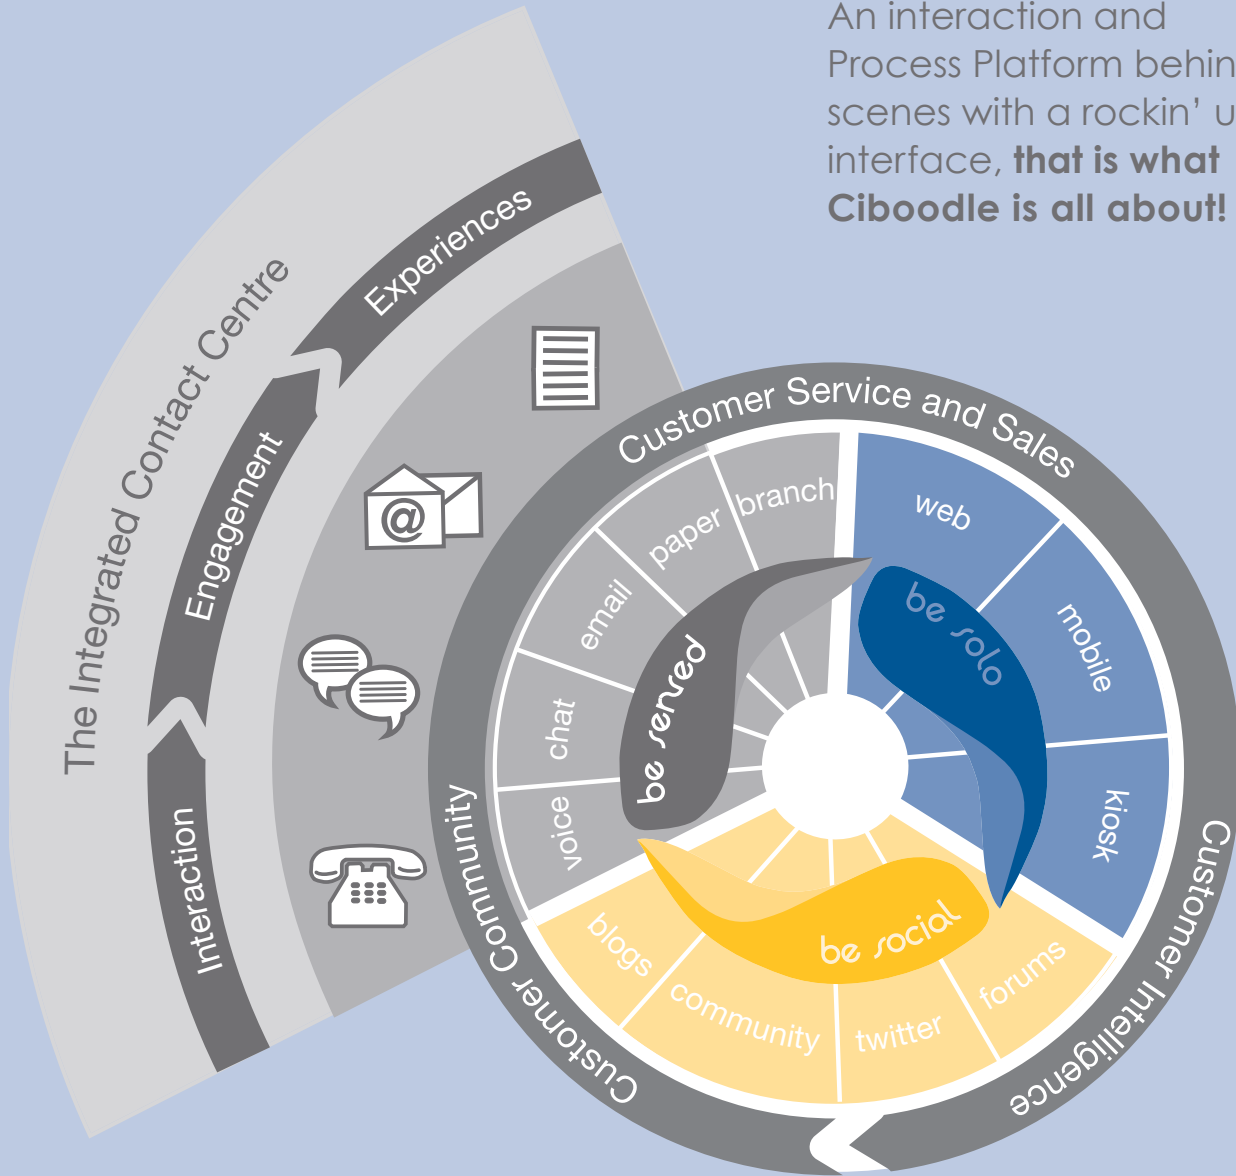 An interaction and
Process Platform behin
scenes with a rockin’ u
interface, that is what
Ciboodle is all about!
The Integrated Contact Centre
Experiences
Engagement
Interaction
@
Customer Service and Sales
Customer Intelligence
Customer Community
branch
paper
email
chat
voice
be served
web
mobile
kiosk
be solo
blogs
community
twitter
forums
be social